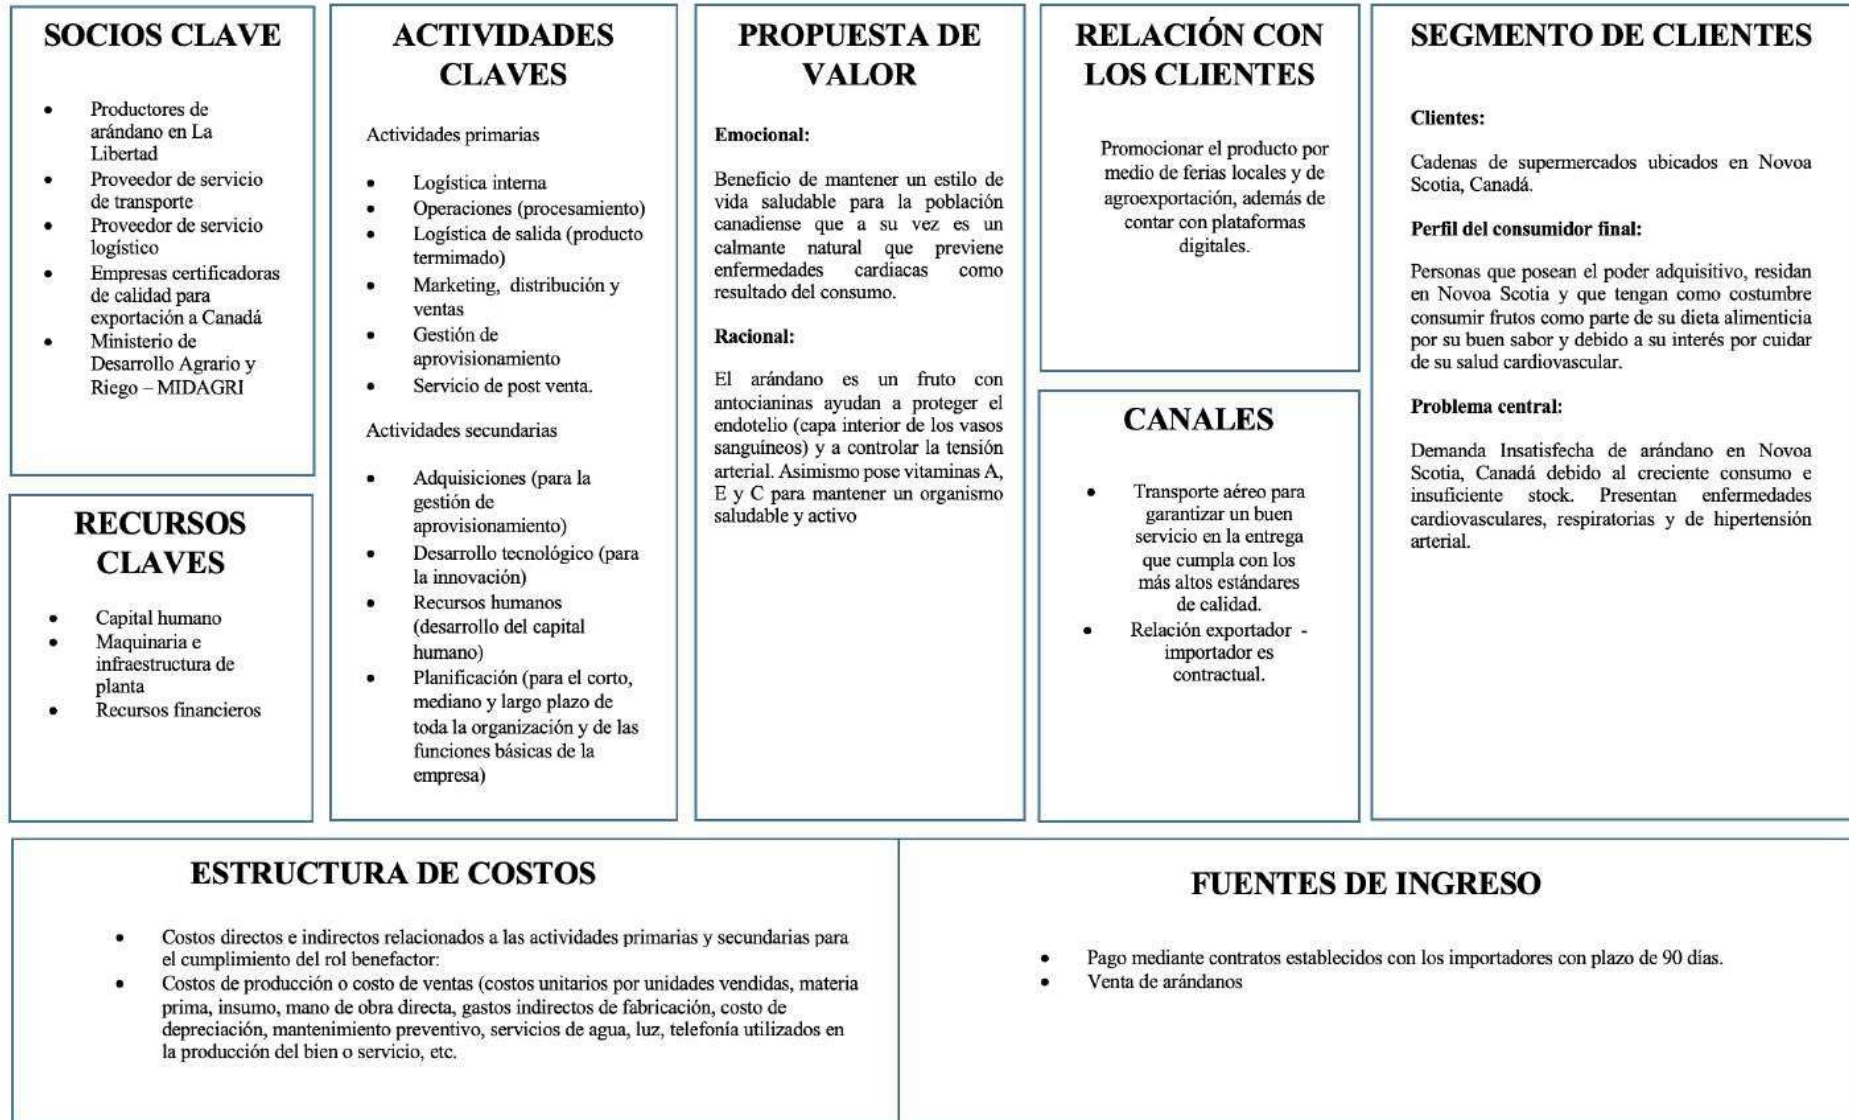 SOCIOS CLAVE
• Productores de
arándano en La
Libertad
• Proveedor de servicio
de transporte
• Proveedor de servicio
logístico
• Empresas certificadoras
de calidad para
exportación a Canadá
• Ministerio de
Desarrollo Agrario y
Riego – MIDAGRI
RECURSOS
CLAVES
• Capital humano
• Maquinaria e
infraestructura de
planta
• Recursos financieros
ACTIVIDADES
CLAVES
Actividades primarias
• Logística interna
• Operaciones (procesamiento)
• Logística de salida (producto
termimado)
• Marketing, distribución y
ventas
• Gestión de
aprovisionamiento
• Servicio de post venta.
Actividades secundarias
• Adquisiciones (para la
gestión de
aprovisionamiento)
• Desarrollo tecnológico (para
la innovación)
• Recursos humanos
(desarrollo del capital
humano)
• Planificación (para el corto,
mediano y largo plazo de
toda la organización y de las
funciones básicas de la
empresa)
PROPUESTA DE
VALOR
Emocional:
Beneficio de mantener un estilo de
vida saludable para la población
canadiense que a su vez es un
calmante natural que previene
enfermedades cardiacas como
resultado del consumo.
Racional:
El arándano es un fruto con
antocianinas ayudan a proteger el
endotelio (capa interior de los vasos
sanguíneos) y a controlar la tensión
arterial. Asimismo pose vitaminas A,
E y C para mantener un organismo
saludable y activo
RELACIÓN CON
LOS CLIENTES
Promocionar el producto por
medio de ferias locales y de
agroexportación, además de
contar con plataformas
digitales.
CANALES
• Transporte aéreo para
garantizar un buen
servicio en la entrega
que cumpla con los
más altos estándares
de calidad.
• Relación exportador -
importador es
contractual.
SEGMENTO DE CLIENTES
Clientes:
Cadenas de supermercados ubicados en Novoa
Scotia, Canadá.
Perfil del consumidor final:
Personas que posean el poder adquisitivo, residan
en Novoa Scotia y que tengan como costumbre
consumir frutos como parte de su dieta alimenticia
por su buen sabor y debido a su interés por cuidar
de su salud cardiovascular.
Problema central:
Demanda Insatisfecha de arándano en Novoa
Scotia, Canadá debido al creciente consumo e
insuficiente stock. Presentan enfermedades
cardiovasculares, respiratorias y de hipertensión
arterial.
ESTRUCTURA DE COSTOS
• Costos directos e indirectos relacionados a las actividades primarias y secundarias para
el cumplimiento del rol benefactor:
• Costos de producción o costo de ventas (costos unitarios por unidades vendidas, materia
prima, insumo, mano de obra directa, gastos indirectos de fabricación, costo de
depreciación, mantenimiento preventivo, servicios de agua, luz, telefonía utilizados en
la producción del bien o servicio, etc.
FUENTES DE INGRESO
• Pago mediante contratos establecidos con los importadores con plazo de 90 días.
• Venta de arándanos